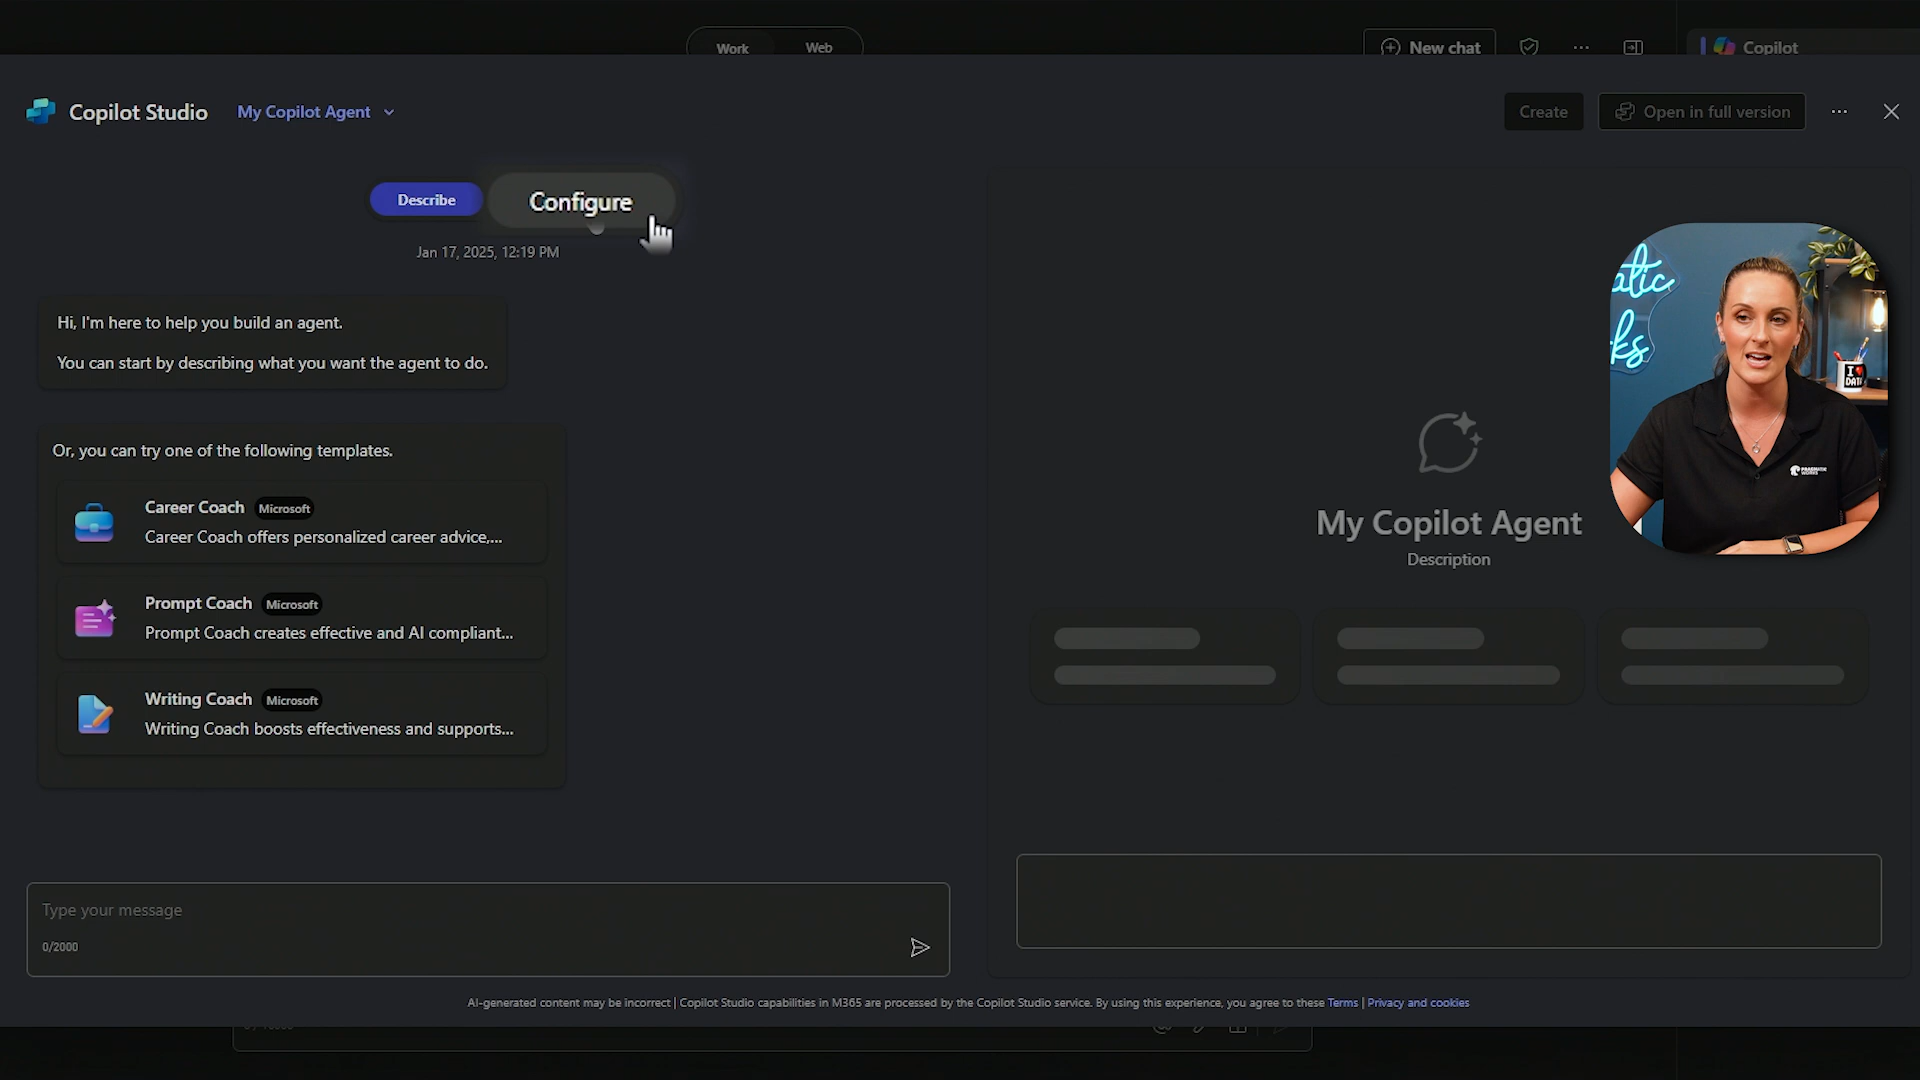 Work
Web
New chat
Copilot
Copilot Studio
My Copilot Agent
Create
Open in full version
Describe
Configure
Jan 17, 2025, 12:19 PM
Hi, I'm here to help you build an agent.
You can start by describing what you want the agent to do.
Or, you can try one of the following templates.
Career Coach Microsoft
Career Coach offers personalized career advice,...
Prompt Coach Microsoft
Prompt Coach creates effective and AI compliant...
Writing Coach Microsoft
Writing Coach boosts effectiveness and supports...
Type your message
0/2000
My Copilot Agent
Description
atic
ks
I ❤ DATA
PRAGMATIC WORKS
AI-generated content may be incorrect | Copilot Studio capabilities in M365 are processed by the Copilot Studio service. By using this experience, you agree to these Terms | Privacy and cookies